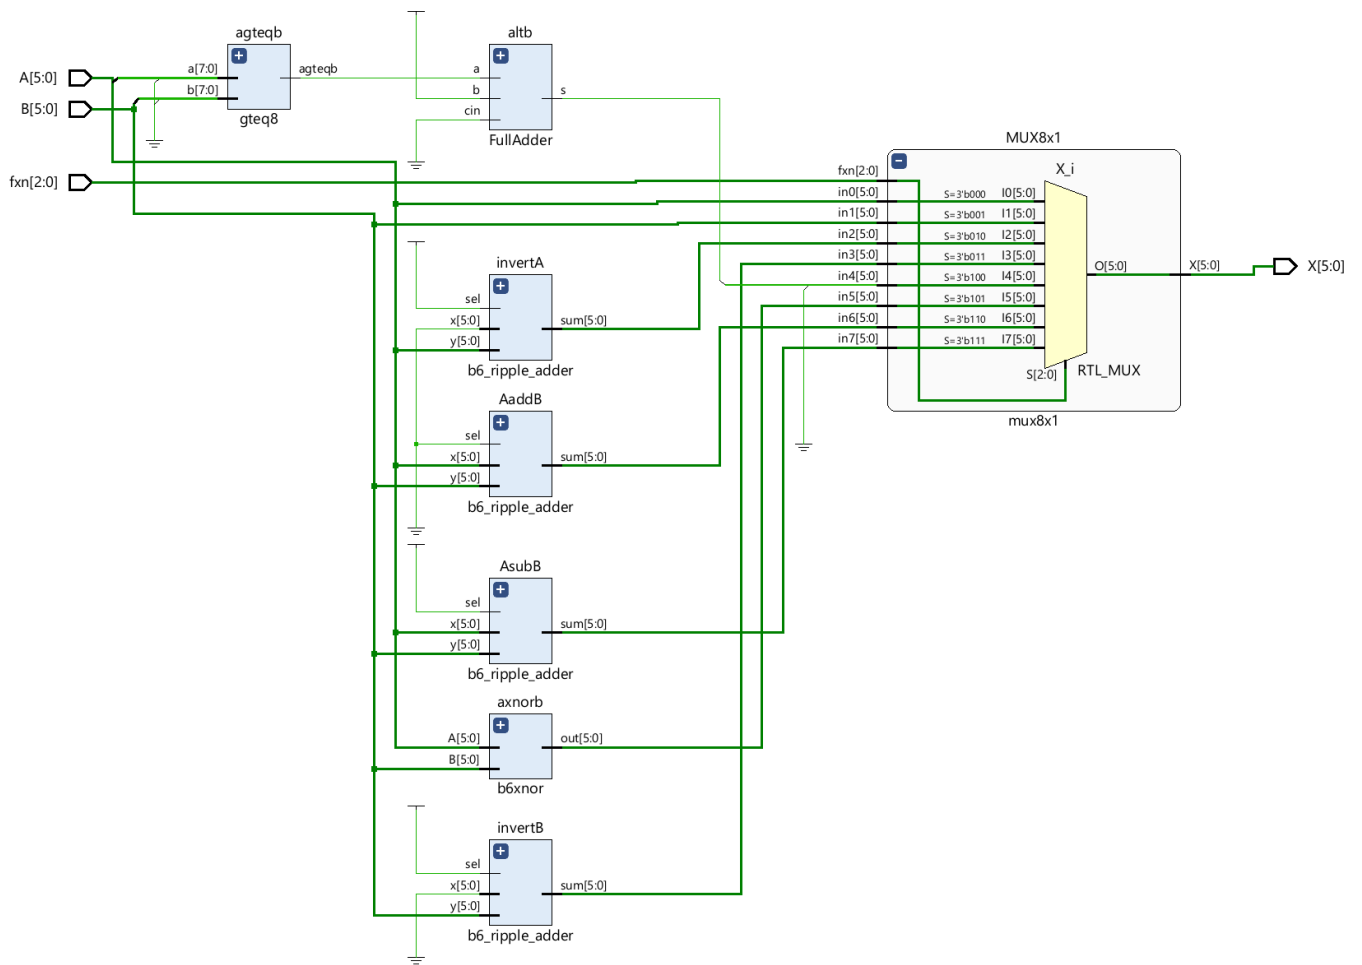 agteqb
A[5:0]
B[5:0]
a[7:0]
b[7:0]
agteqb
gteq8
altb
a
b
cin
s
FullAdder
fxn[2:0]
invertA
sel
x[5:0]
y[5:0]
sum[5:0]
b6_ripple_adder
AaddB
sel
x[5:0]
y[5:0]
sum[5:0]
b6_ripple_adder
AsubB
sel
x[5:0]
y[5:0]
sum[5:0]
b6_ripple_adder
axnorb
A[5:0]
B[5:0]
out[5:0]
b6xnor
invertB
sel
x[5:0]
y[5:0]
sum[5:0]
b6_ripple_adder
MUX8x1
X_i
fxn[2:0]
in0[5:0] S=3'b000 I0[5:0]
in1[5:0] S=3'b001 I1[5:0]
in2[5:0] S=3'b010 I2[5:0]
in3[5:0] S=3'b011 I3[5:0]
in4[5:0] S=3'b100 I4[5:0]
in5[5:0] S=3'b101 I5[5:0]
in6[5:0] S=3'b110 I6[5:0]
in7[5:0] S=3'b111 I7[5:0]
S[2:0]
RTL_MUX
O[5:0]
X[5:0]
X[5:0]
mux8x1